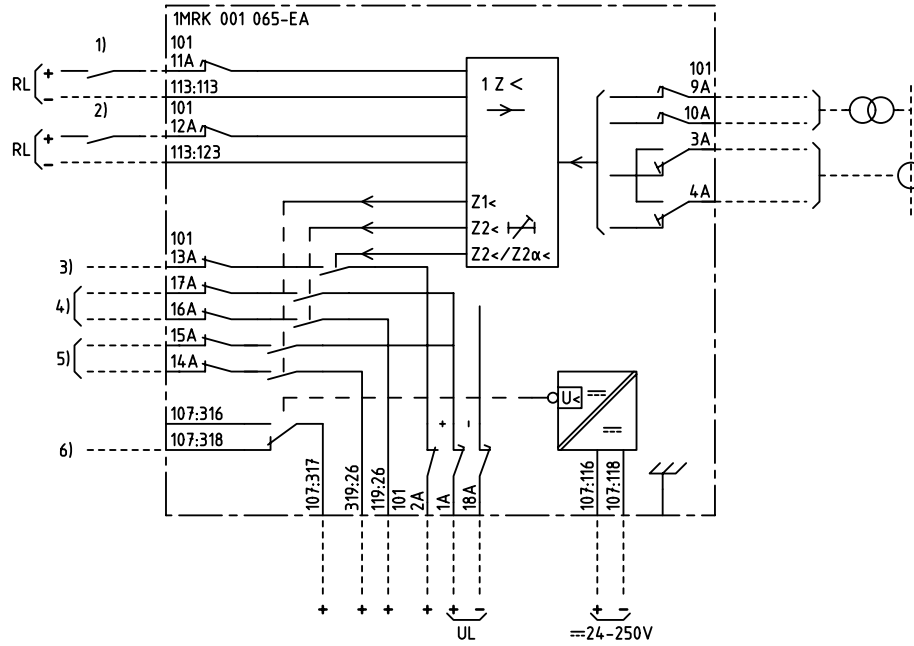 1MRK 001 065-EA
1)
101
11A
RL + -
113:113
2)
101
12A
RL + -
113:123
1 Z <
Z1<
Z2<
Z2</Z2α<
101
9A
10A
3A
4A
101
3) 13A
17A
4)
16A
15A
5)
14A
107:316
107:318
6)
U<
+ -
107:317
319:26
119:26
101
2A
1A
18A
107:116
107:118
+ + + + + - + -
UL
24-250V